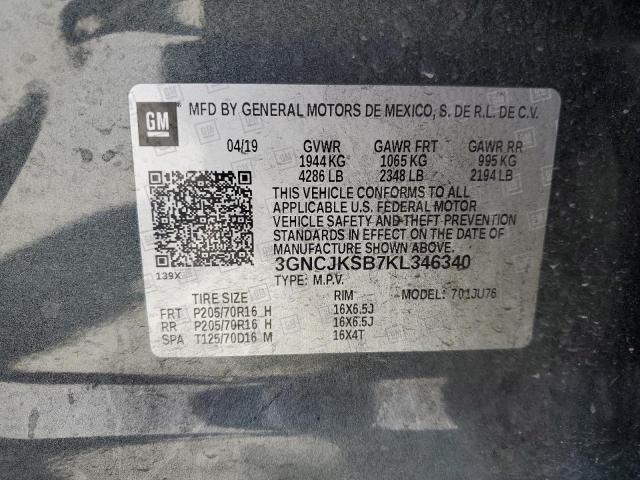 GM MFD BY GENERAL MOTORS DE MEXICO, S. DE R.L. DE C.V.
04/19 GVWR GAWR FRT GAWR RR
1944 KG 1065 KG 995 KG
4286 LB 2348 LB 2194 LB
THIS VEHICLE CONFORMS TO ALL
APPLICABLE U.S. FEDERAL MOTOR
VEHICLE SAFETY AND THEFT PREVENTION
STANDARDS IN EFFECT ON THE DATE OF
MANUFACTURE SHOWN ABOVE.
3GNCJKSB7KL346340
139X
TYPE: M.P.V. MODEL: 701JU76
TIRE SIZE RIM
FRT P205/70R16 H 16X6.5J
RR P205/70R16 H 16X6.5J
SPA T125/70D16 M 16X4T